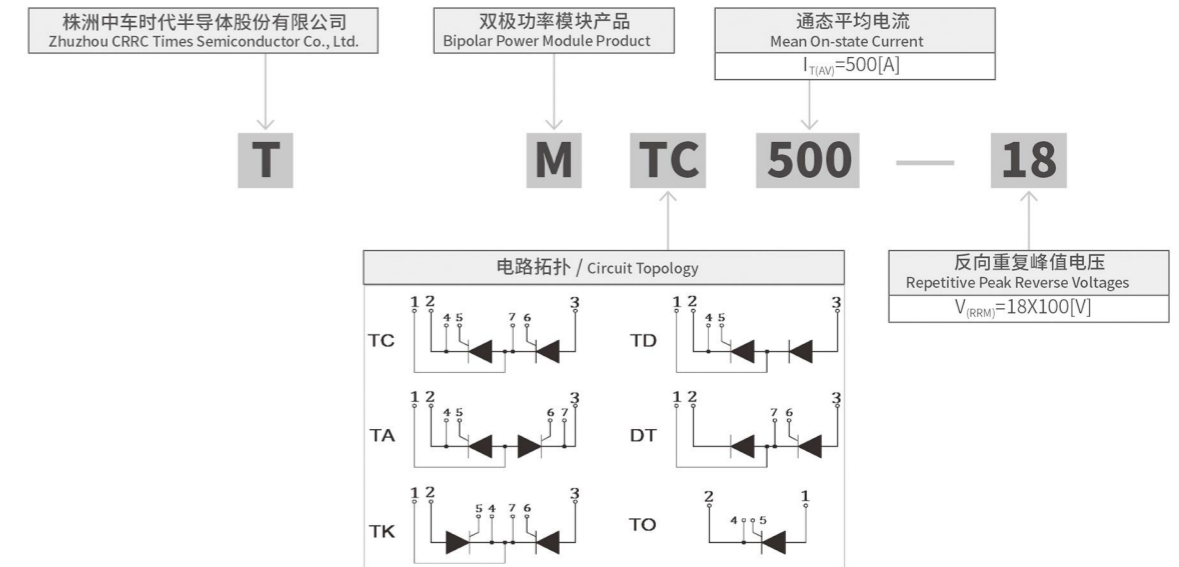 株洲中车时代半导体股份有限公司
Zhuzhou CRRC Times Semiconductor Co., Ltd.
双极功率模块产品
Bipolar Power Module Product
通态平均电流
Mean On-state Current
I T(AV)=500[A]
T M TC 500 — 18
电路拓扑 / Circuit Topology
反向重复峰值电压
Repetitive Peak Reverse Voltages
V(RRM)=18X100[V]
1 2 3
4 5 7 6
TC
1 2 3
4 5
TD
1 2 3
4 5 6 7
TA
1 2 3
7 6
DT
1 2 3
5 4 7 6
TK
2 1
4 5
TO